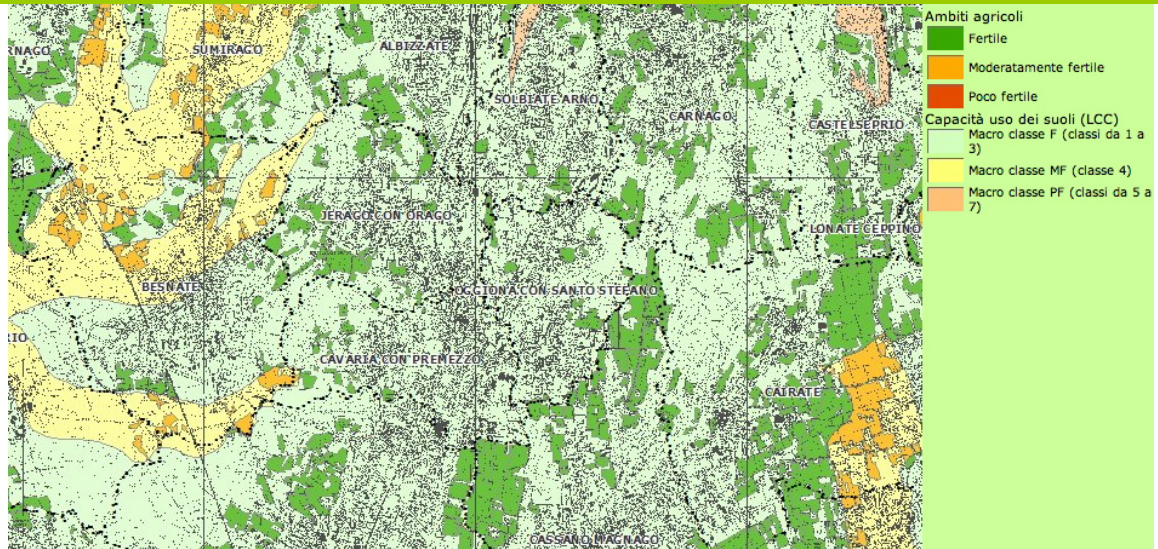 RNAGO
SUMIRAGO
ALBIZZATE
SOLBIATE ARNO
CARNAGO
CASTELSEPRIO
JERAGO CON ORAGO
LONATE CEPPINO
BESNATE
OGGIONA CON SANTO STEFANO
RIO
CAVARIA CON PREMEZZO
CAIRATE
CASSANO MAGNAGO
Ambiti agricoli
Fertile
Moderatamente fertile
Poco fertile
Capacità uso dei suoli (LCC)
Macro classe F (classi da 1 a
3)
Macro classe MF (classe 4)
Macro classe PF (classi da 5 a
7)